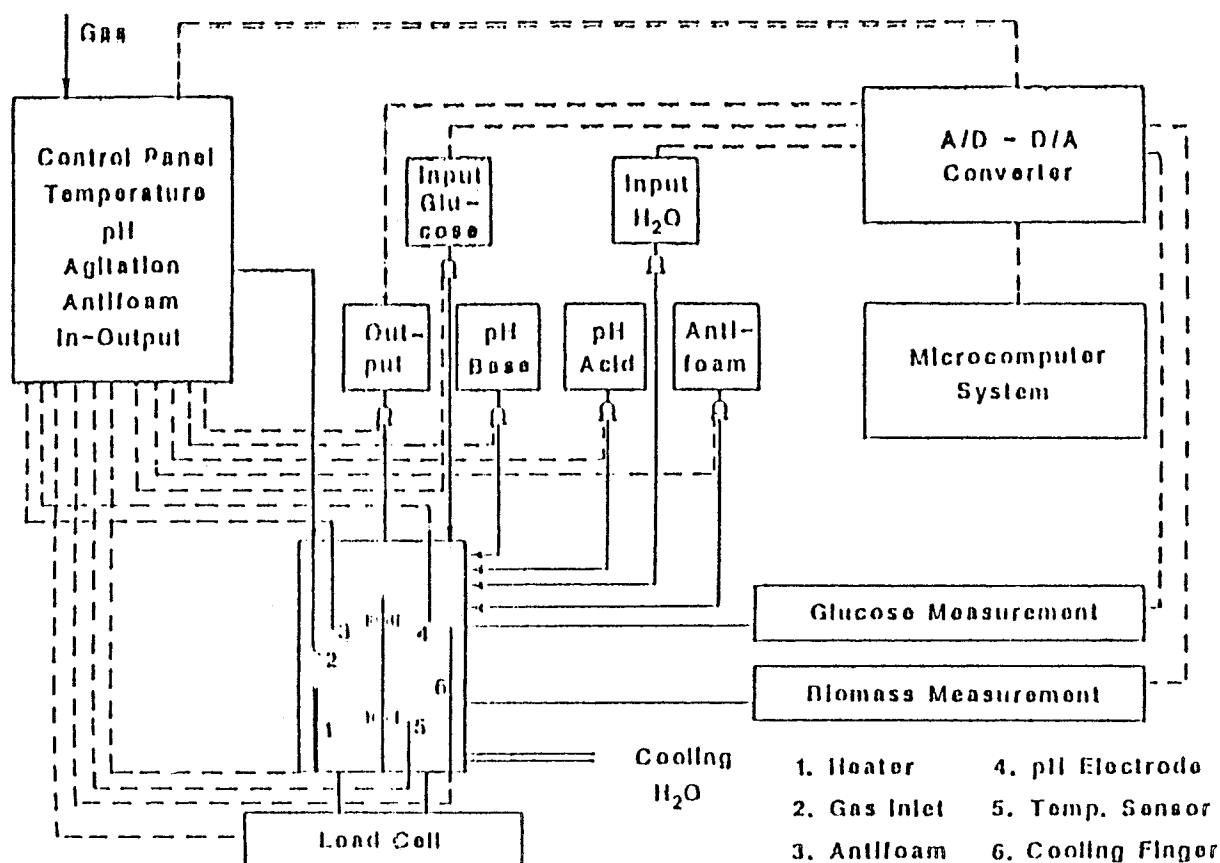 Gas
Control Panel
Temperature
pH
Agitation
Antifoam
In-Output
Input
Glu-
cose
Input
H₂O
A/D - D/A
Converter
Out-
put
pH
Base
pH
Acid
Anti-
foam
Microcomputer
System
Glucose Measurement
Biomass Measurement
3
4
2
6
1
5
Cooling
H₂O
Load Cell
1. Heater
2. Gas Inlet
3. Antifoam
4. pH Electrode
5. Temp. Sensor
6. Cooling Finger